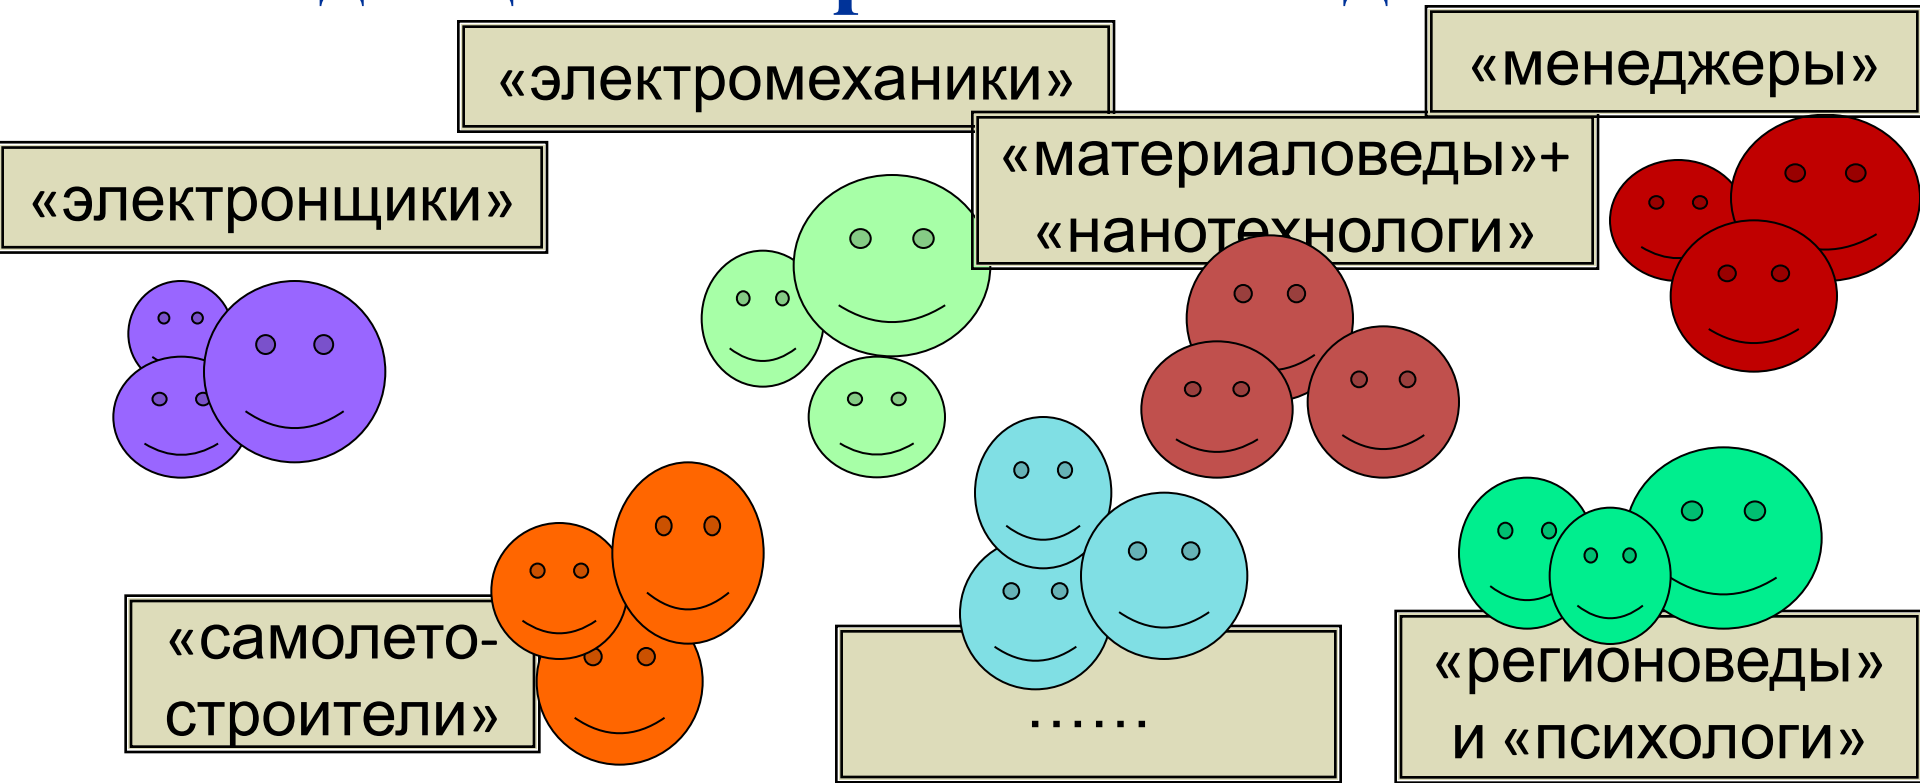 «электромеханики»
«менеджеры»
«материаловеды»+
«нанотехнологи»
«электронщики»
«самолето-
строители»
......
«регионоведы»
и «психологи»